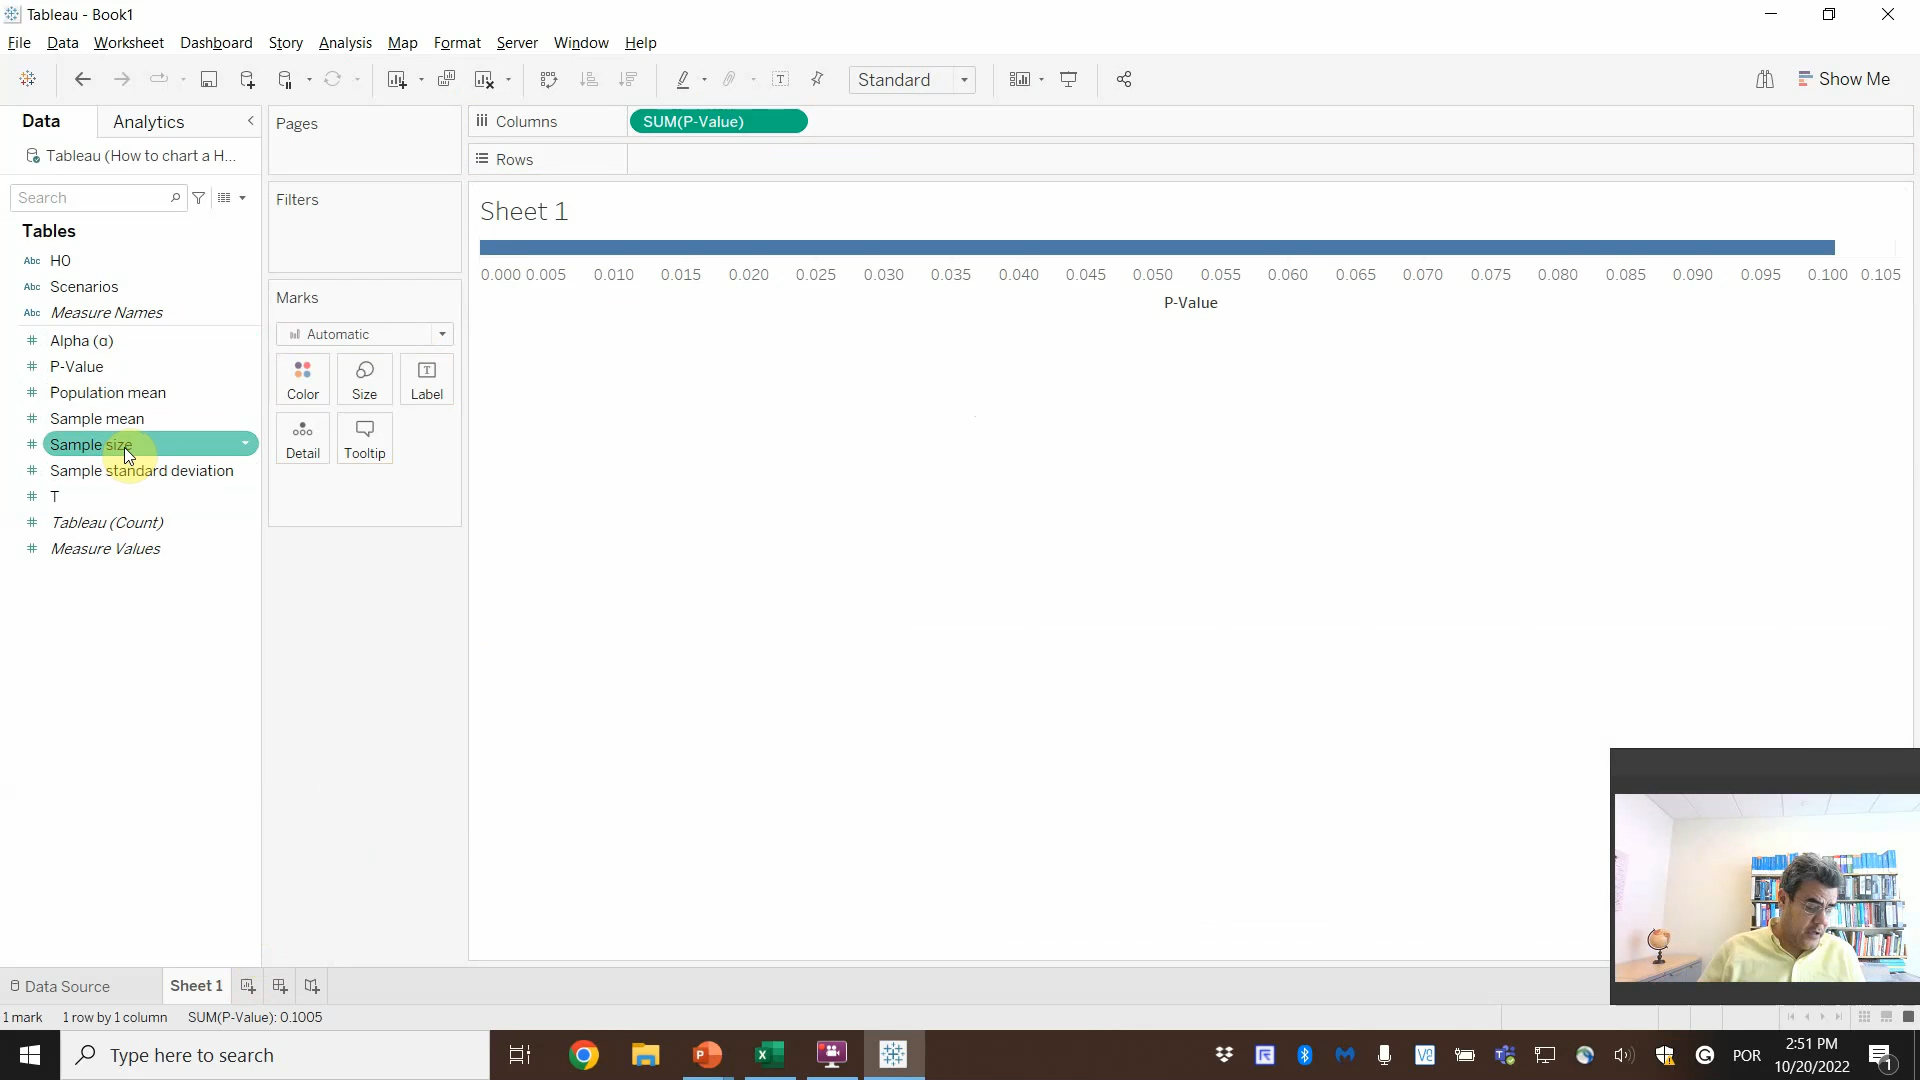 Tableau - Book1
File Data Worksheet Dashboard Story Analysis Map Format Server Window Help
Standard
Show Me
Data
Analytics
Tableau (How to chart a H...
Search
Tables
Abc H0
Abc Scenarios
Abc Measure Names
# Alpha (α)
# P-Value
# Population mean
# Sample mean
# Sample size
# Sample standard deviation
# T
# Tableau (Count)
# Measure Values
Pages
Filters
Marks
Automatic
Color
Size
Label
Detail
Tooltip
Columns
SUM(P-Value)
Rows
Sheet 1
0.000 0.005 0.010 0.015 0.020 0.025 0.030 0.035 0.040 0.045 0.050 0.055 0.060 0.065 0.070 0.075 0.080 0.085 0.090 0.095 0.100 0.105
P-Value
Data Source
Sheet 1
1 mark 1 row by 1 column SUM(P-Value): 0.1005
Type here to search
POR
2:51 PM
10/20/2022
1